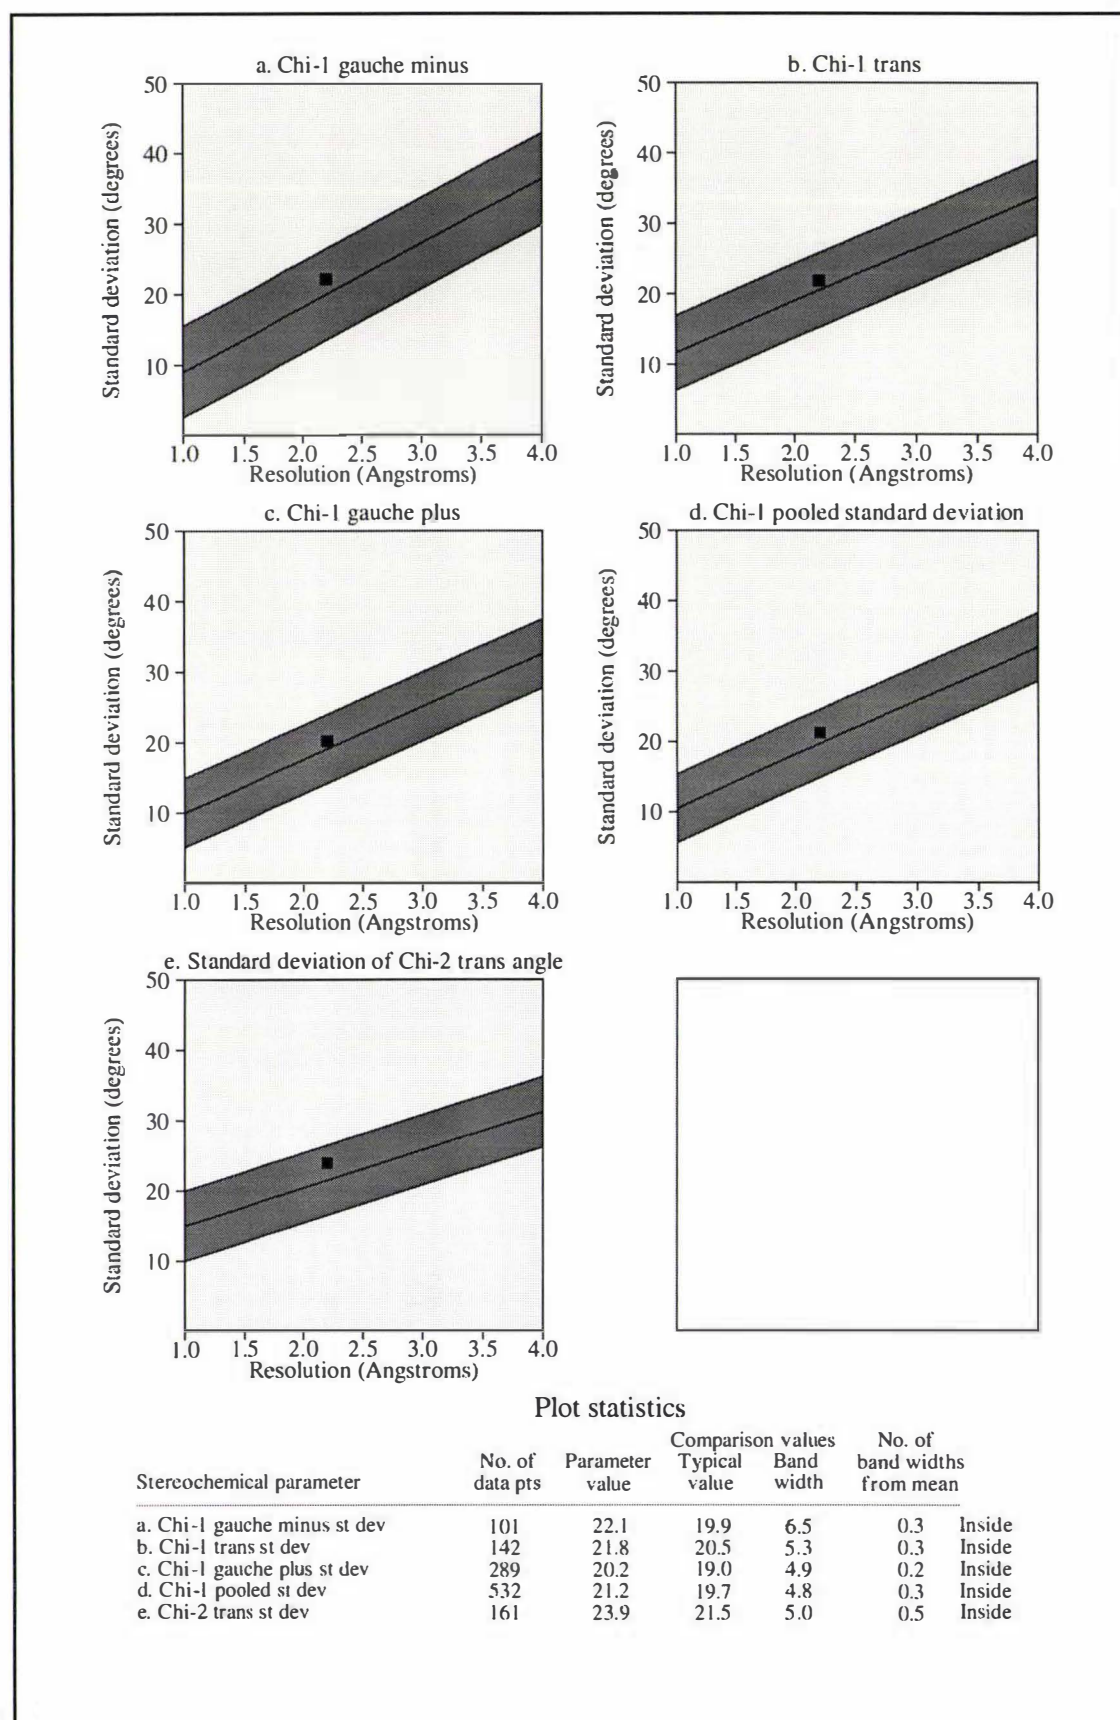 a. Chi-1 gauche minus
50
40
30
20
10
Standard deviation (degrees)
1.0 1.5 2.0 2.5 3.0 3.5 4.0
Resolution (Angstroms)
b. Chi-1 trans
50
40
30
20
10
Standard deviation (degrees)
1.0 1.5 2.0 2.5 3.0 3.5 4.0
Resolution (Angstroms)
c. Chi-1 gauche plus
50
40
30
20
10
Standard deviation (degrees)
1.0 1.5 2.0 2.5 3.0 3.5 4.0
Resolution (Angstroms)
d. Chi-1 pooled standard deviation
50
40
30
20
10
Standard deviation (degrees)
1.0 1.5 2.0 2.5 3.0 3.5 4.0
Resolution (Angstroms)
e. Standard deviation of Chi-2 trans angle
50
40
30
20
10
Standard deviation (degrees)
1.0 1.5 2.0 2.5 3.0 3.5 4.0
Resolution (Angstroms)
Plot statistics
Comparison values No. of
No. of Parameter Typical Band band widths
Stereochemical parameter data pts value value width from mean
a. Chi-1 gauche minus st dev 101 22.1 19.9 6.5 0.3 Inside
b. Chi-1 trans st dev 142 21.8 20.5 5.3 0.3 Inside
c. Chi-1 gauche plus st dev 289 20.2 19.0 4.9 0.2 Inside
d. Chi-1 pooled st dev 532 21.2 19.7 4.8 0.3 Inside
e. Chi-2 trans st dev 161 23.9 21.5 5.0 0.5 Inside